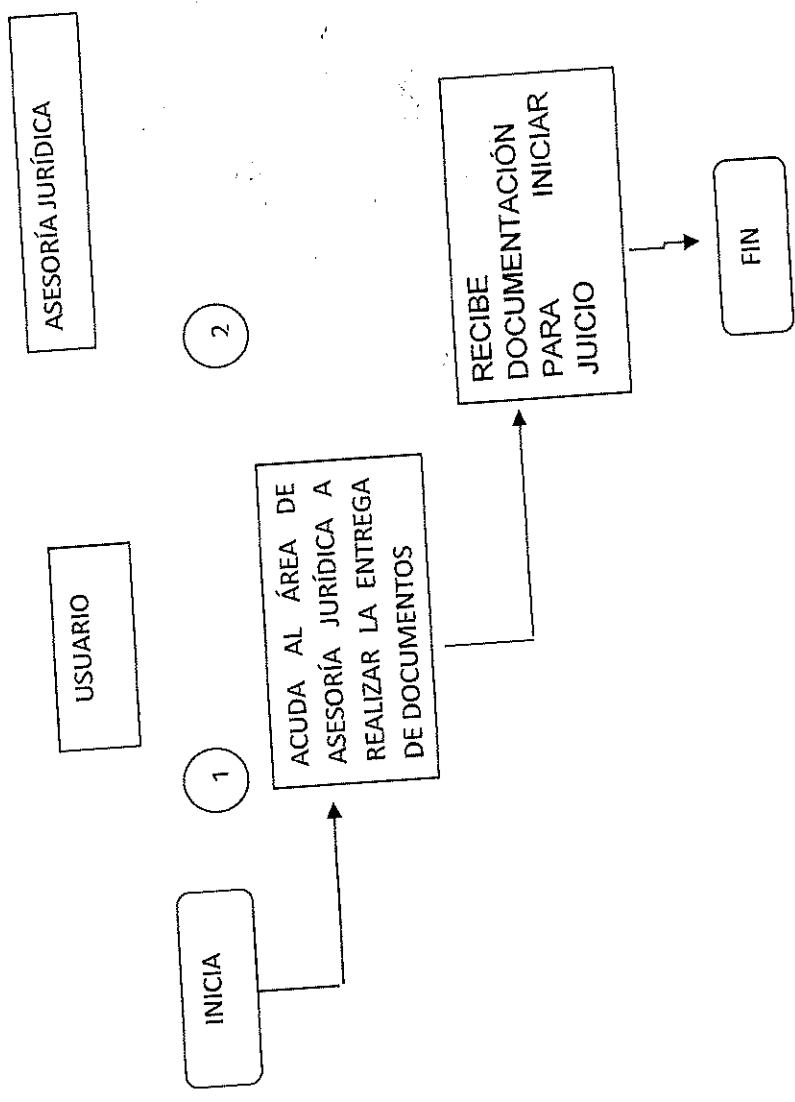 USUARIO
ASESORÍA JURÍDICA
1
2
INICIA
ACUDA AL ÁREA DE
ASESORÍA JURÍDICA A
REALIZAR LA ENTREGA
DE DOCUMENTOS
RECIBE
DOCUMENTACIÓN
PARA INICIAR
JUICIO
FIN